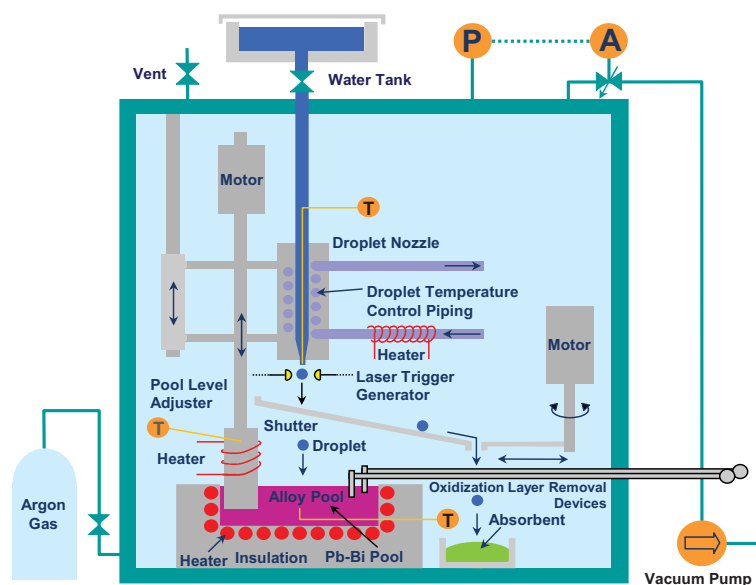 P
A
Vent
Water Tank
Motor
T
Droplet Nozzle
Droplet Temperature
Control Piping
Heater
Motor
Laser Trigger
Generator
Pool Level
Adjuster
Shutter
T
Droplet
Heater
Argon
Gas
Alloy Pool
Oxidization Layer Removal
Devices
T
Absorbent
Heater
Insulation
Pb-Bi Pool
Vacuum Pump